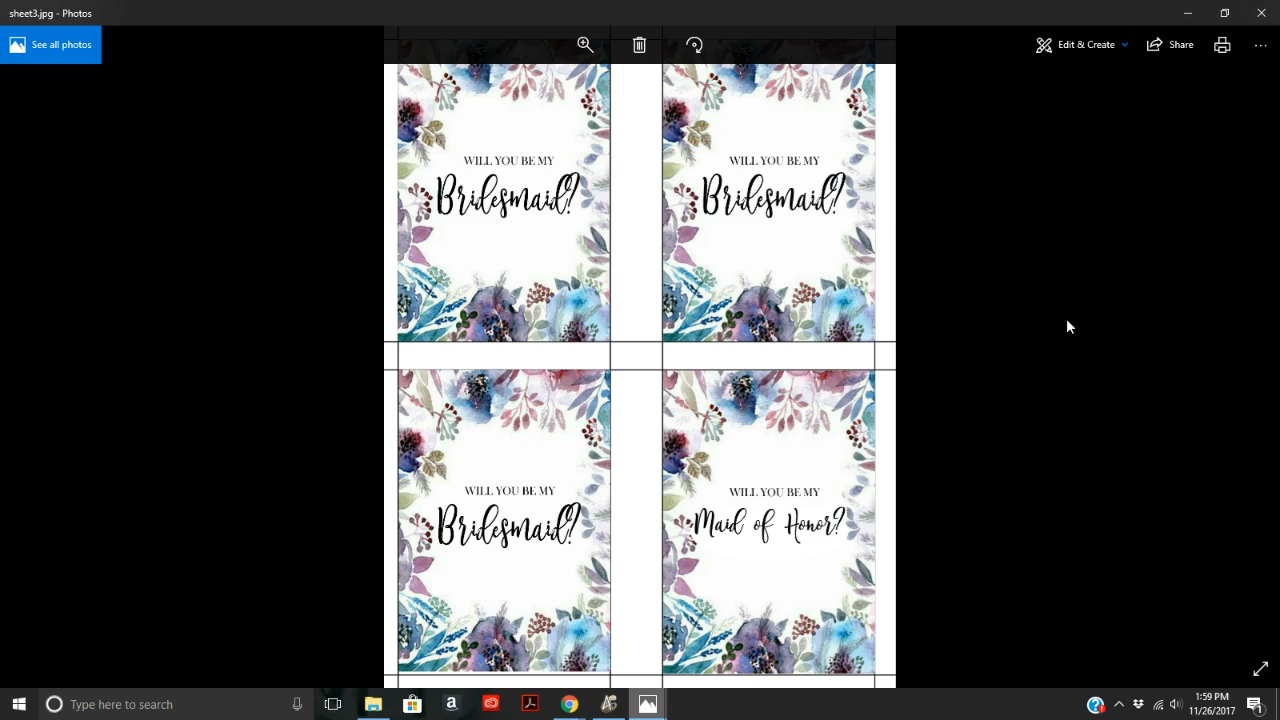 sheet3.jpg - Photos
See all photos
Edit & Create
Share
WILL YOU BE MY
Bridesmaid?
WILL YOU BE MY
Bridesmaid?
WILL YOU BE MY
Bridesmaid?
WILL YOU BE MY
Maid of Honor?
Type here to search
1:59 PM
11/26/2017
1